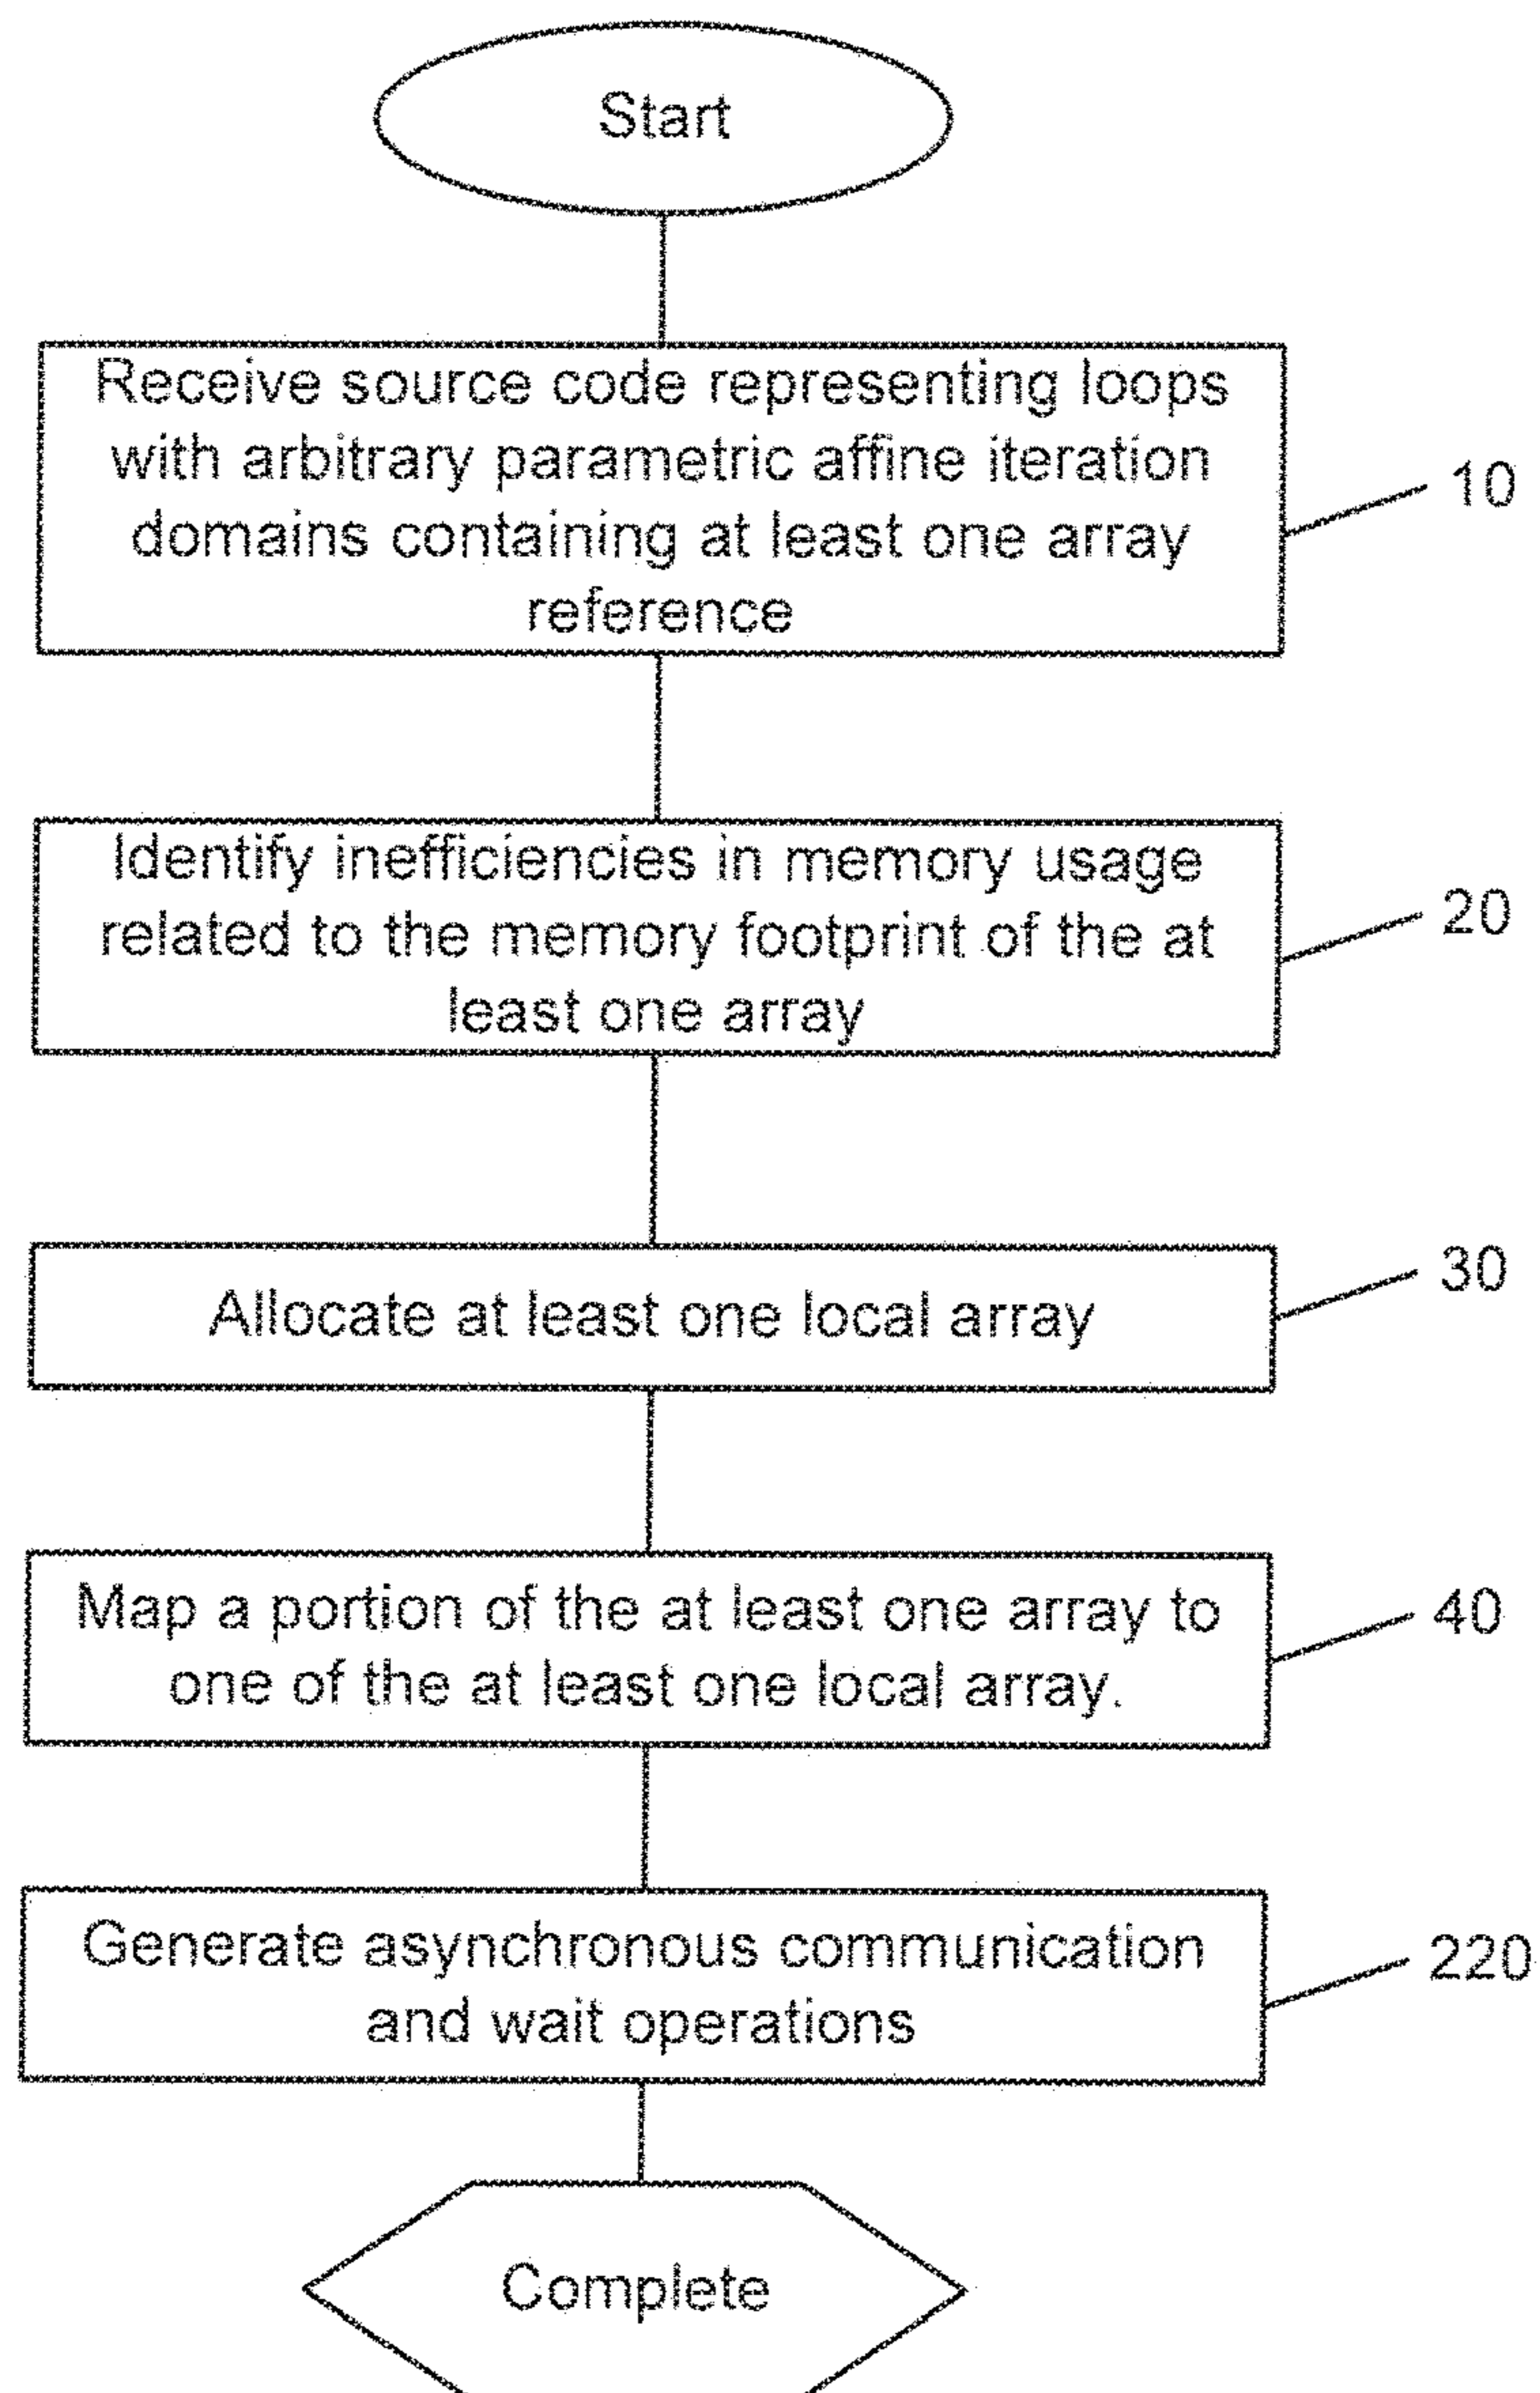 Start
Receive source code representing loops
with arbitrary parametric affine iteration
domains containing at least one array
reference
10
Identify inefficiencies in memory usage
related to the memory footprint of the at
least one array
20
Allocate at least one local array
30
Map a portion of the at least one array to
one of the at least one local array.
40
Generate asynchronous communication
and wait operations
220
Complete